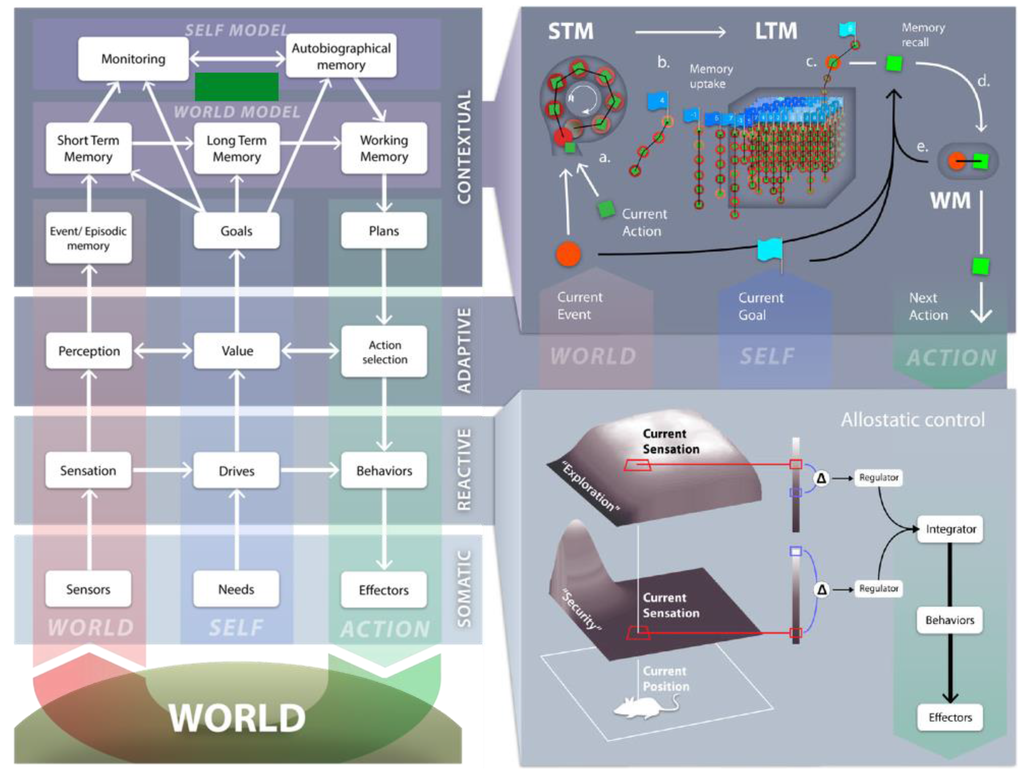 SELF MODEL
Monitoring
Autobiographical
memory
WORLD MODEL
Short Term
Memory
Long Term
Memory
Working
Memory
Event/ Episodic
memory
Goals
Plans
CONTEXTUAL
Perception
Value
Action
selection
ADAPTIVE
Sensation
Drives
Behaviors
REACTIVE
Sensors
Needs
Effectors
SOMATIC
WORLD
SELF
ACTION
WORLD
STM
LTM
Memory
recall
b.
Memory
uptake
c.
d.
a.
e.
WM
Current
Action
Current
Event
Current
Goal
Next
Action
WORLD
SELF
ACTION
Allostatic control
Current
Sensation
"Exploration"
Δ
Regulator
Integrator
Current
Sensation
"Security"
Δ
Regulator
Behaviors
Current
Position
Effectors